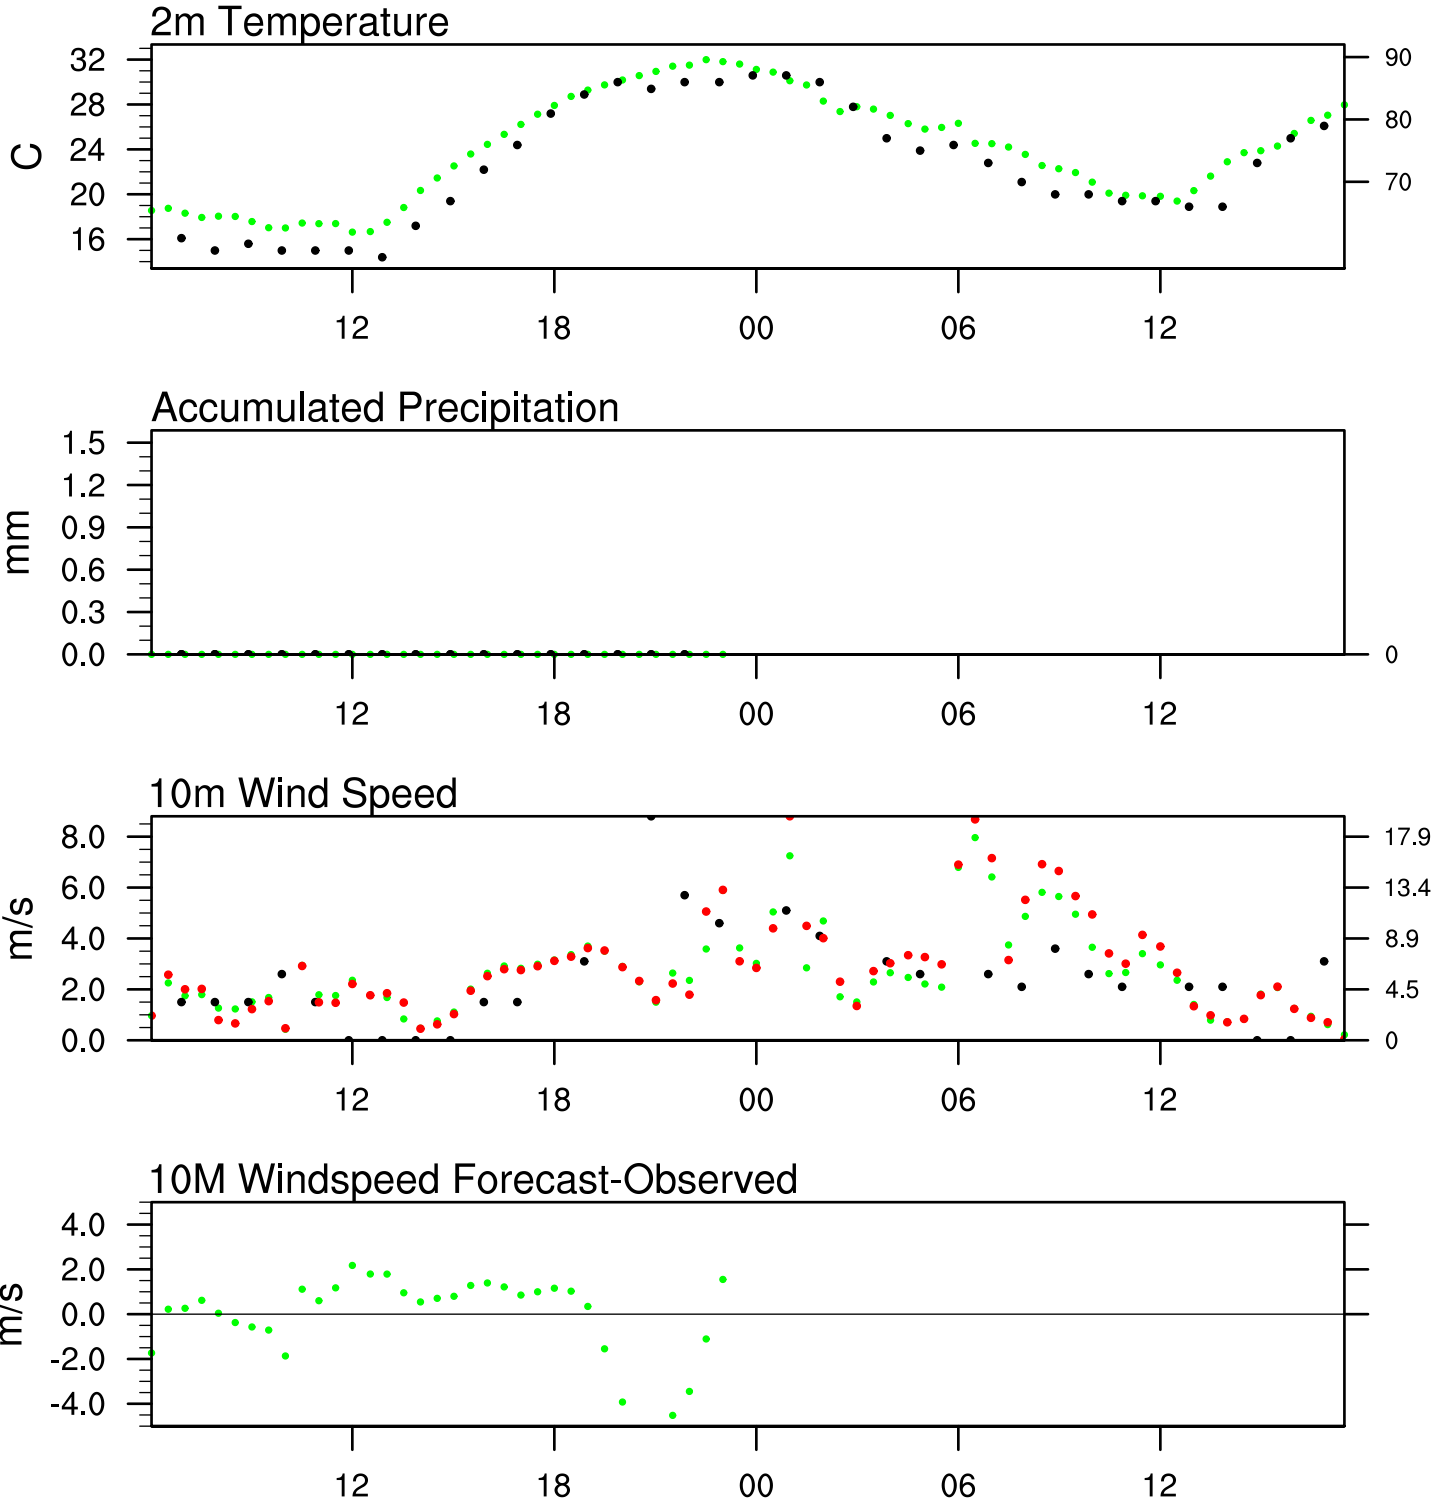 2m Temperature
32
28
24
20
16
C
90
80
70
12 18 00 06 12
Accumulated Precipitation
1.5
1.2
0.9
0.6
0.3
0.0
mm
0
12 18 00 06 12
10m Wind Speed
8.0
6.0
4.0
2.0
0.0
m/s
17.9
13.4
8.9
4.5
0
12 18 00 06 12
10M Windspeed Forecast-Observed
4.0
2.0
0.0
-2.0
-4.0
m/s
12 18 00 06 12